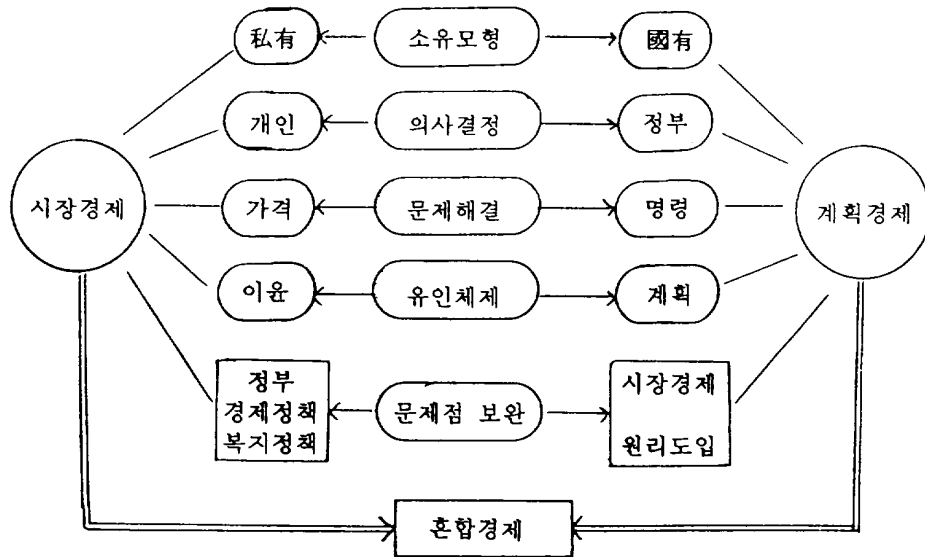 私有 소유모형 國有
개인 의사결정 정부
시장경제 가격 문제해결 명령 계획경제
이윤 유인체제 계획
정부
경제정책
복지정책
문제점 보완
시장경제
원리도입
혼합경제